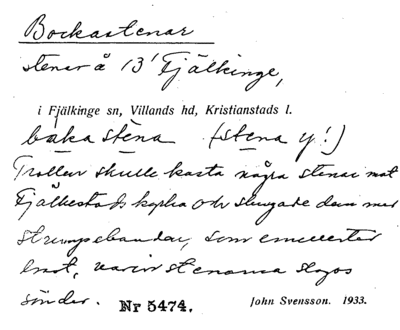 Bockastenar
stenar å 13' Fjälkinge,
i Fjälkinge sn, Villands hd, Kristianstads l.
baka stena (stena y!)
Trollen skulle kasta några stenar mot
Fjälkestads kyrka och slungade dem med
strumpebandar, som emellertid
brast, varvid stenarna slogos
sönder. Nr 5474. John Svensson. 1933.